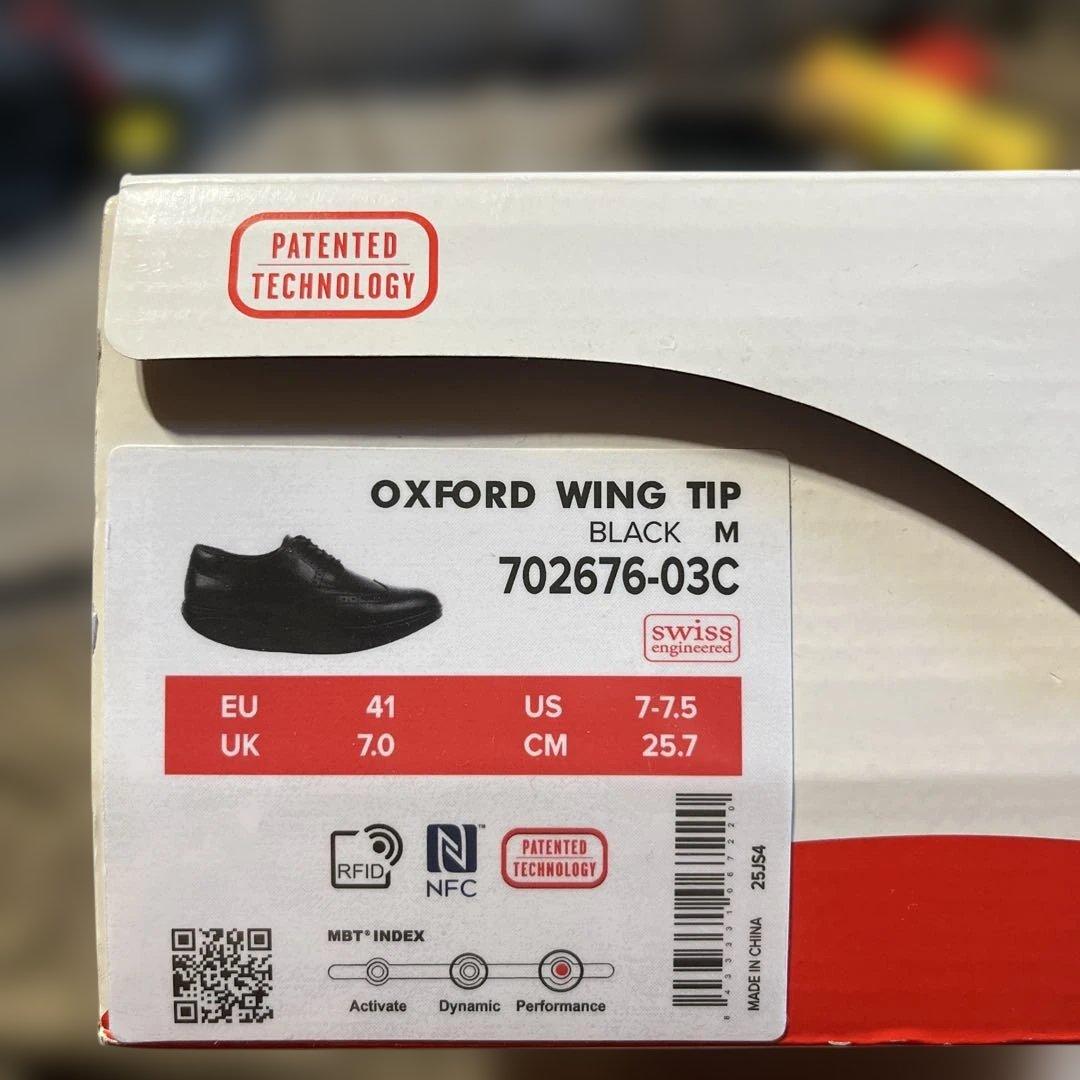 PATENTED
TECHNOLOGY
OXFORD WING TIP
BLACK M
702676-03C
swiss
engineered
EU 41 US 7-7.5
UK 7.0 CM 25.7
RFID
NFC™
PATENTED
TECHNOLOGY
MBT® INDEX
Activate Dynamic Performance
MADE IN CHINA 25JS4